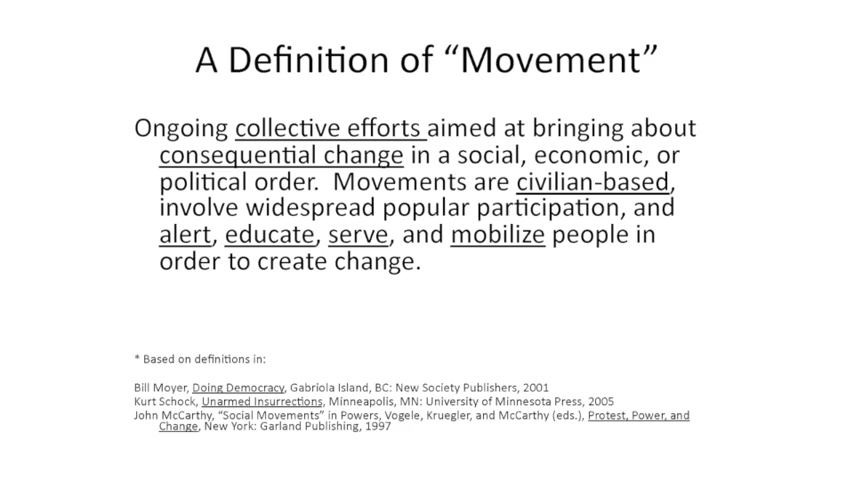 A Definition of “Movement”
Ongoing collective efforts aimed at bringing about
consequential change in a social, economic, or
political order.  Movements are civilian-based,
involve widespread popular participation, and
alert, educate, serve, and mobilize people in
order to create change.
* Based on definitions in:
Bill Moyer, Doing Democracy, Gabriola Island, BC: New Society Publishers, 2001
Kurt Schock, Unarmed Insurrections, Minneapolis, MN: University of Minnesota Press, 2005
John McCarthy, “Social Movements” in Powers, Vogele, Kruegler, and McCarthy (eds.), Protest, Power, and
Change, New York: Garland Publishing, 1997